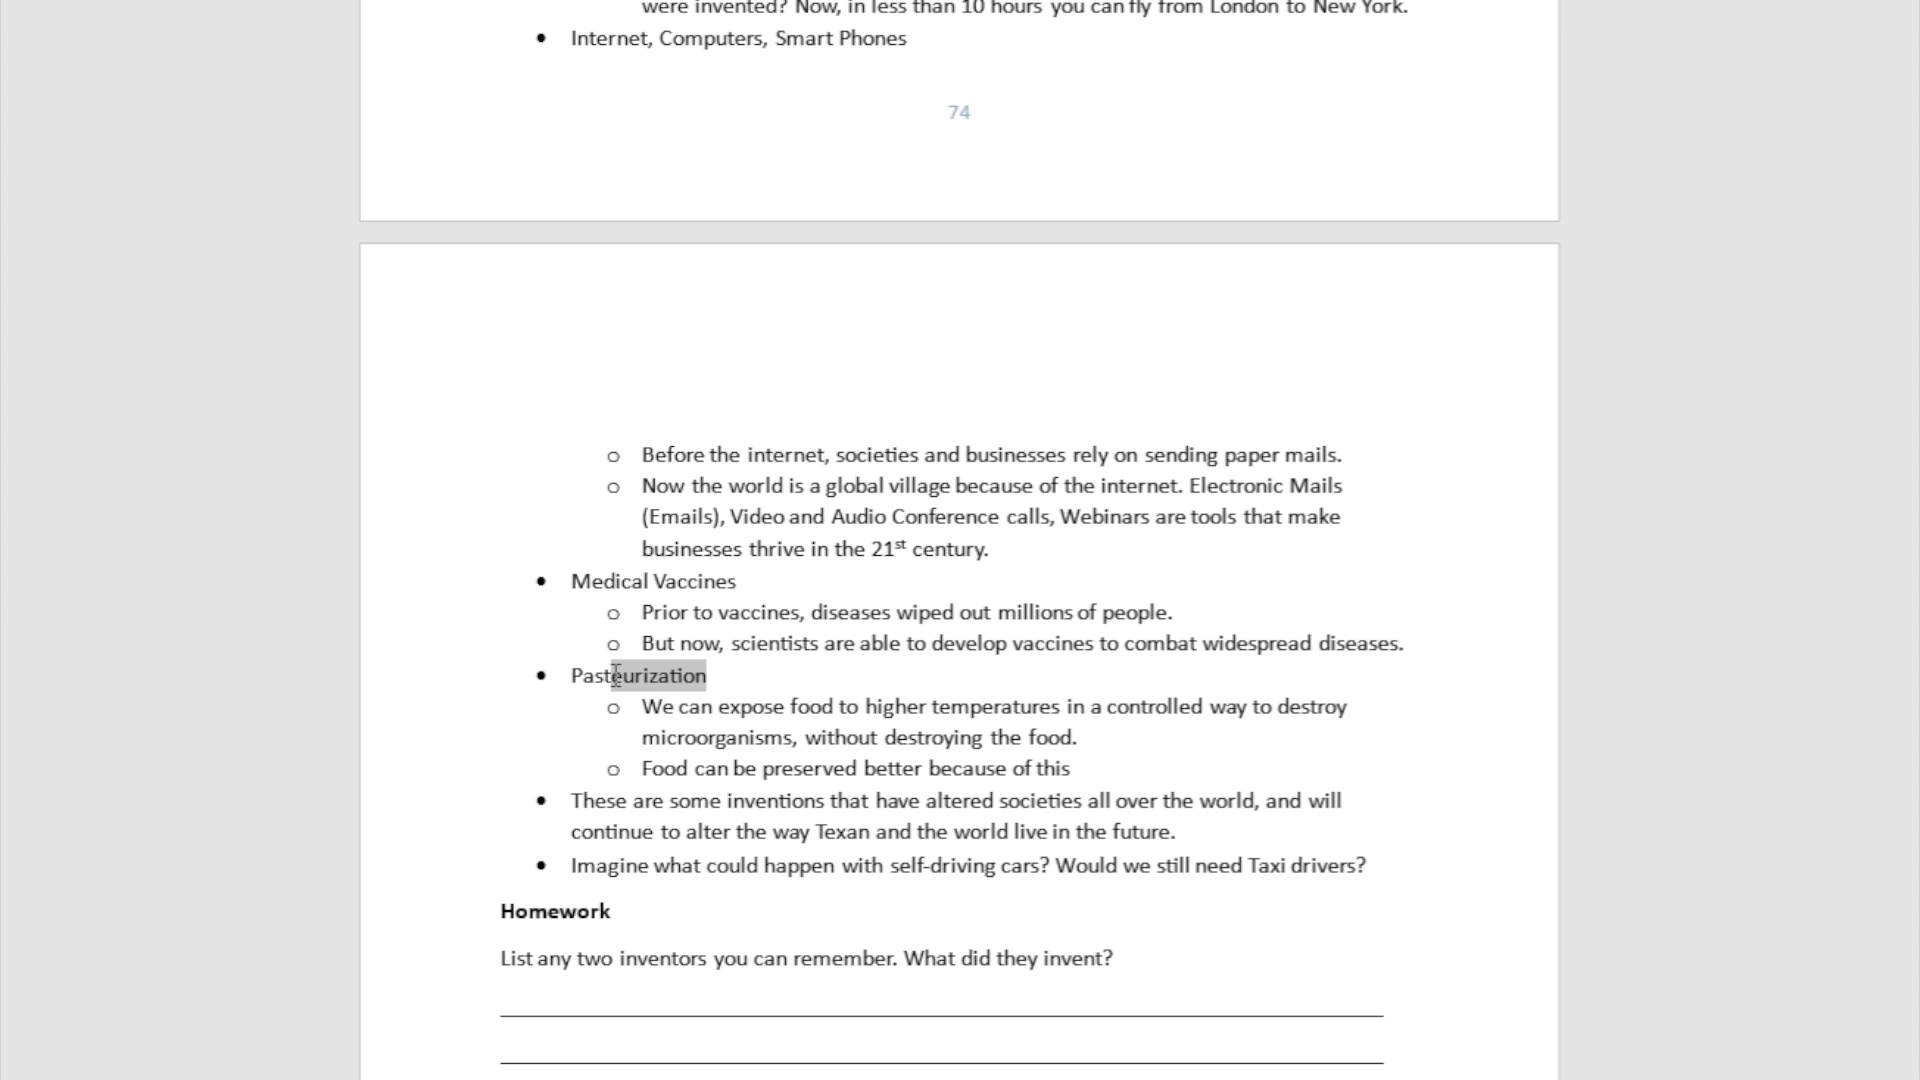 were invented? Now, in less than 10 hours you can fly from London to New York.
• Internet, Computers, Smart Phones
74
o Before the internet, societies and businesses rely on sending paper mails.
o Now the world is a global village because of the internet. Electronic Mails
(Emails), Video and Audio Conference calls, Webinars are tools that make
businesses thrive in the 21st century.
• Medical Vaccines
o Prior to vaccines, diseases wiped out millions of people.
o But now, scientists are able to develop vaccines to combat widespread diseases.
• Pasteurization
o We can expose food to higher temperatures in a controlled way to destroy
microorganisms, without destroying the food.
o Food can be preserved better because of this
• These are some inventions that have altered societies all over the world, and will
continue to alter the way Texan and the world live in the future.
• Imagine what could happen with self-driving cars? Would we still need Taxi drivers?
Homework
List any two inventors you can remember. What did they invent?